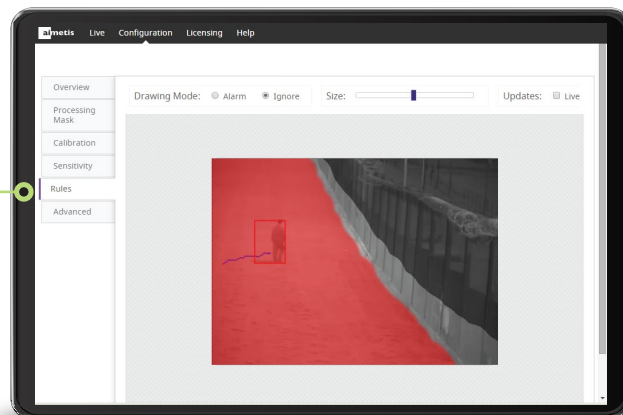 aimetis Live Configuration Licensing Help
Overview
Drawing Mode: Alarm Ignore Size: Updates: Live
Processing
Mask
Calibration
Sensitivity
Rules
Advanced